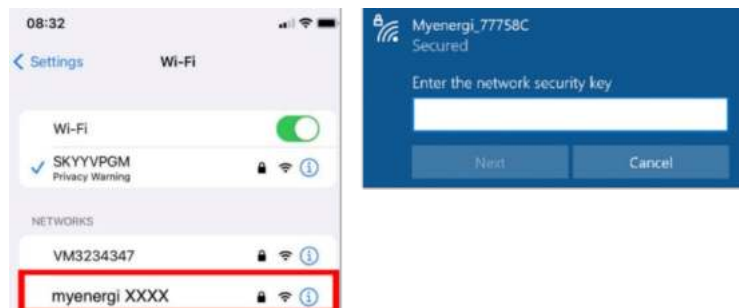 08:32
Settings
Wi-Fi
Wi-Fi
SKYYVPGM
Privacy Warning
NETWORKS
VM3234347
myenergi XXXX
Myenergi_77758C
Secured
Enter the network security key
Next
Cancel